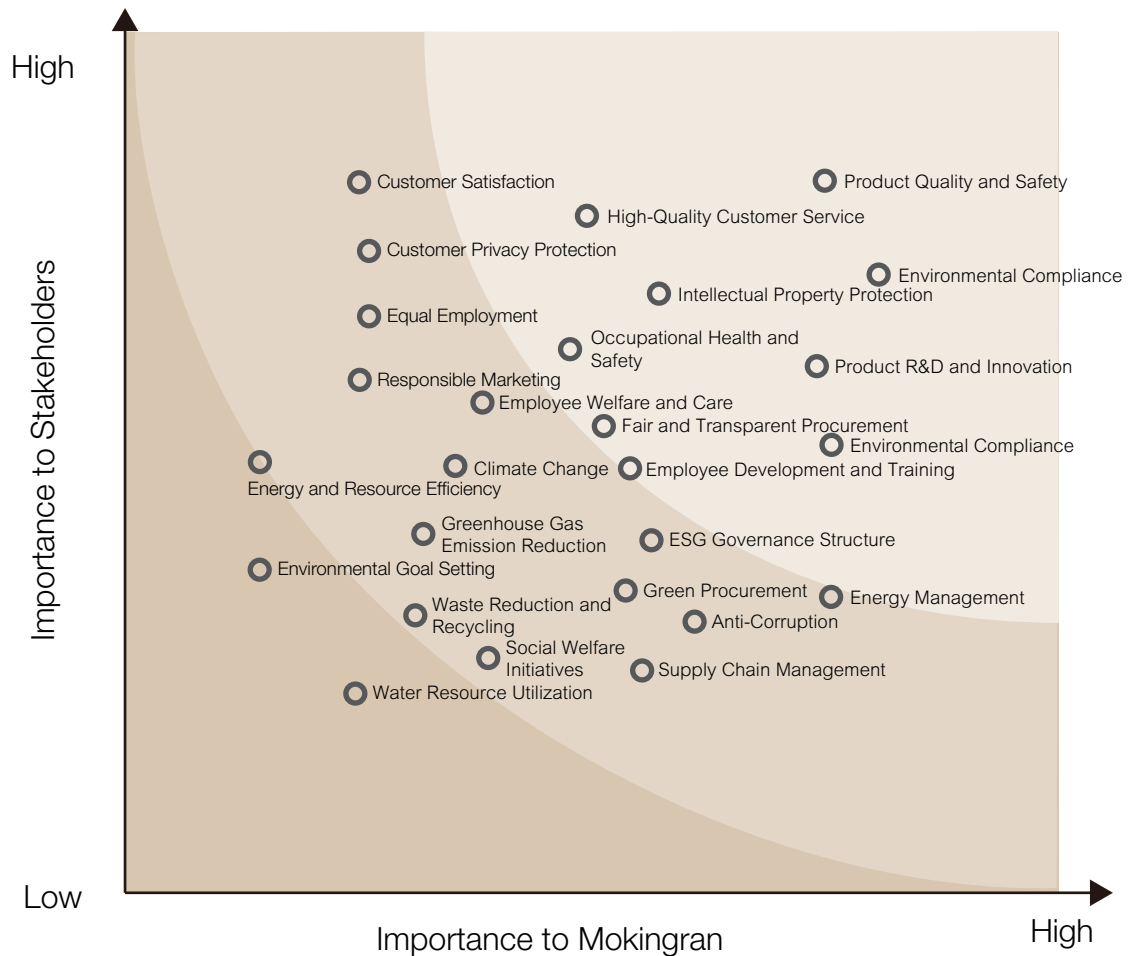 High
Customer Satisfaction
Product Quality and Safety
High-Quality Customer Service
Customer Privacy Protection
Environmental Compliance
Intellectual Property Protection
Equal Employment
Occupational Health and
Safety
Product R&D and Innovation
Responsible Marketing
Employee Welfare and Care
Fair and Transparent Procurement
Environmental Compliance
Climate Change
Employee Development and Training
Energy and Resource Efficiency
Greenhouse Gas
Emission Reduction
ESG Governance Structure
Environmental Goal Setting
Green Procurement
Energy Management
Waste Reduction and
Recycling
Anti-Corruption
Social Welfare
Initiatives
Supply Chain Management
Water Resource Utilization
Importance to Stakeholders
Low
High
Importance to Mokingran